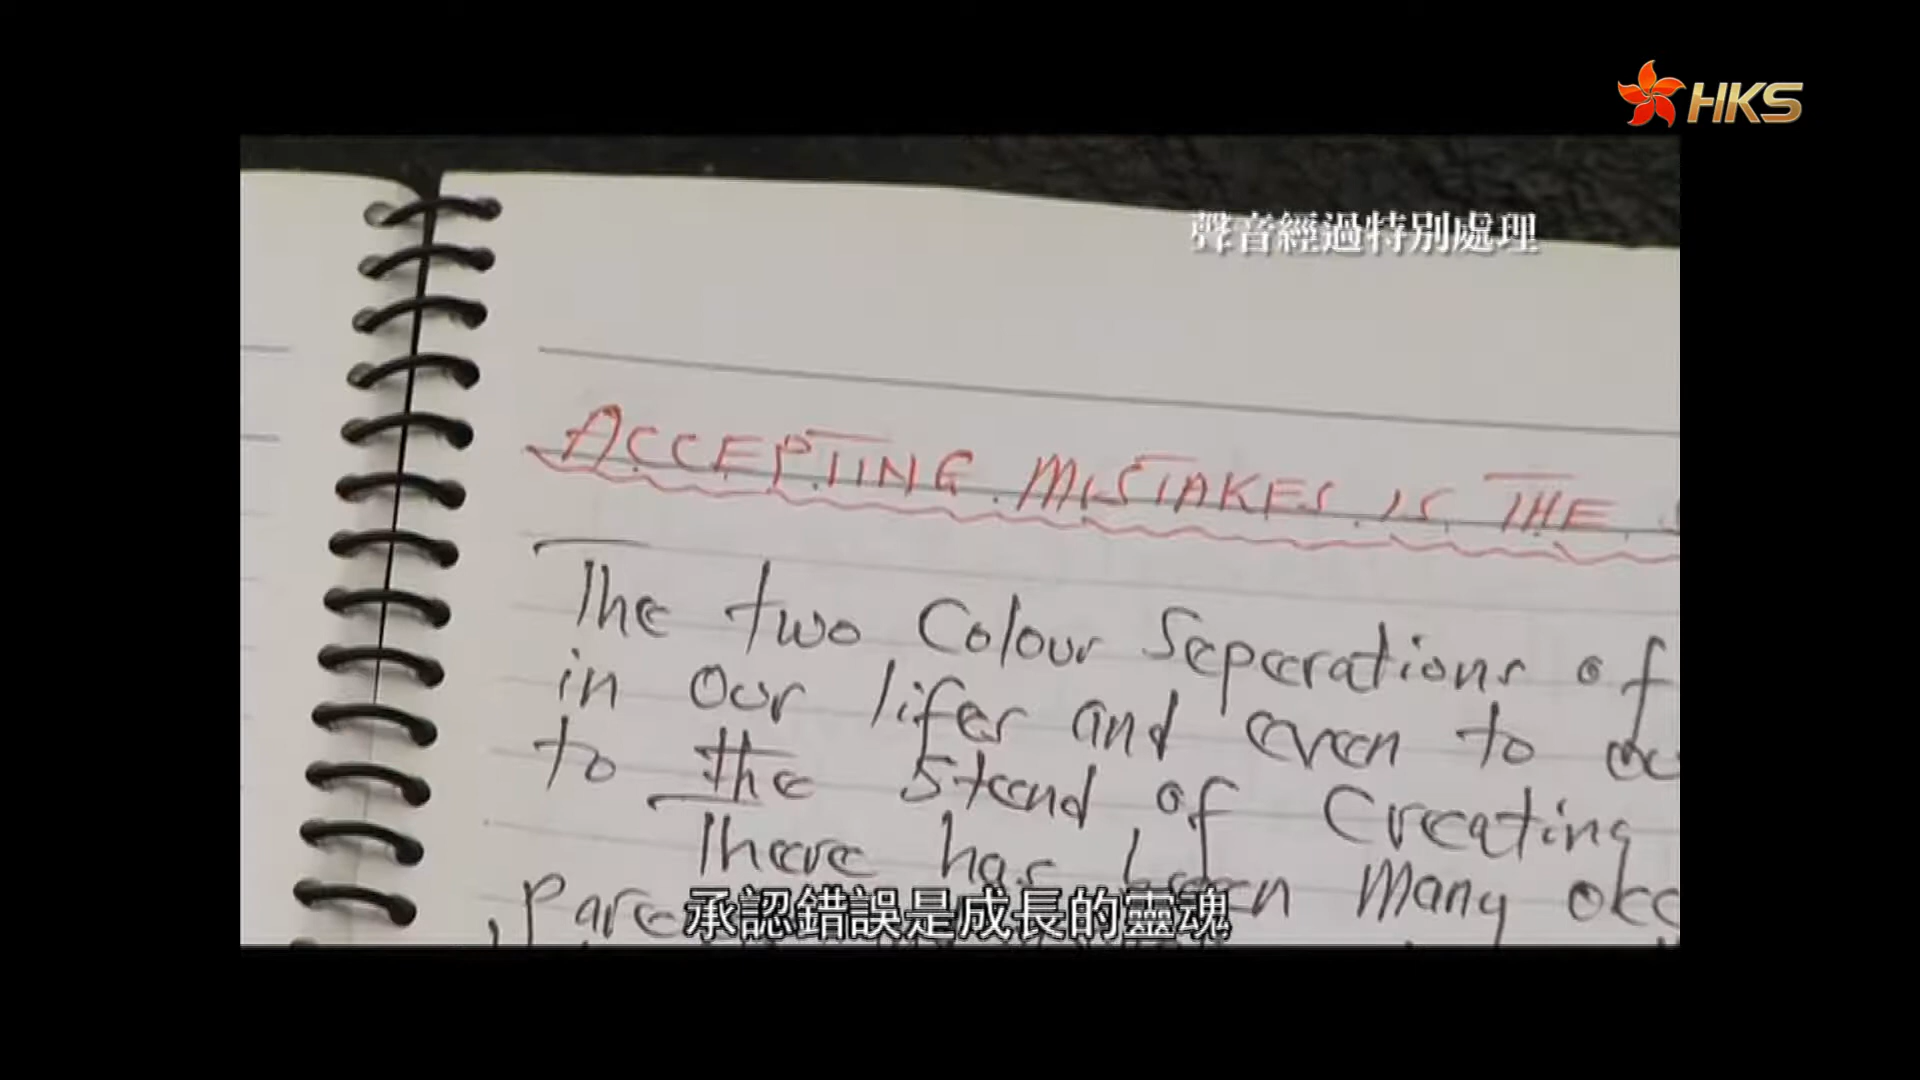 HKS
聲音經過特別處理
ACCEPTING MISTAKES IS THE
The two Colour Seperations of
in our lifes and even to
to the Stand of Creating
There has been Many
Pare
承認錯誤是成長的靈魂